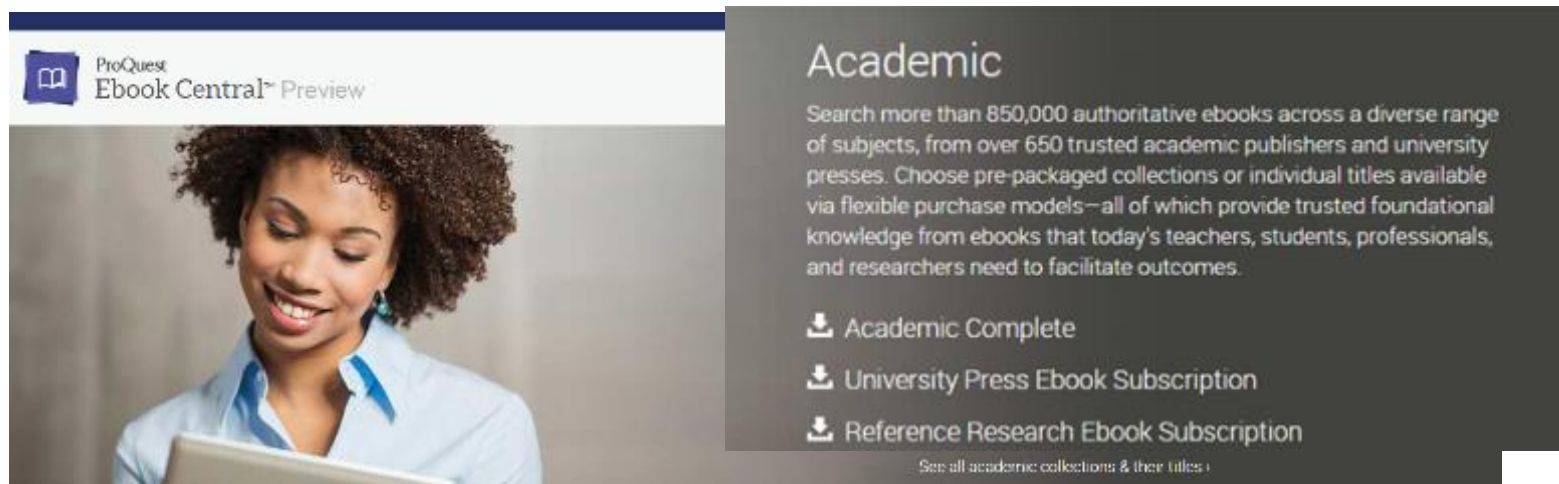 ProQuest
Ebook Central™ Preview
Academic
Search more than 850,000 authoritative ebooks across a diverse range
of subjects, from over 650 trusted academic publishers and university
presses. Choose pre-packaged collections or individual titles available
via flexible purchase models—all of which provide trusted foundational
knowledge from ebooks that today's teachers, students, professionals,
and researchers need to facilitate outcomes.
Academic Complete
University Press Ebook Subscription
Reference Research Ebook Subscription
See all academic collections & their titles ›